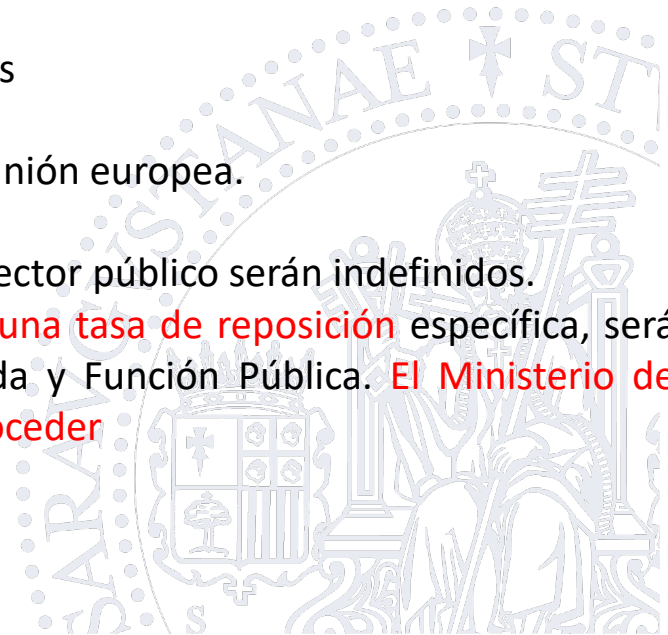 s
nión europea.
ector público serán indefinidos.
una tasa de reposición específica, será
da y Función Pública. El Ministerio de
oceder